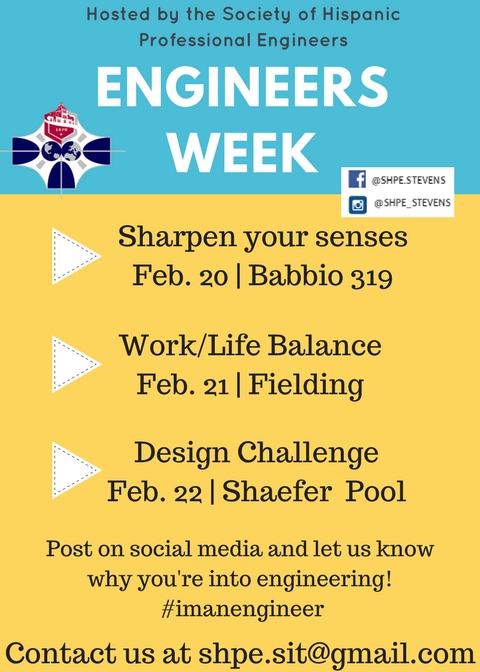 Hosted by the Society of Hispanic
Professional Engineers
ENGINEERS
WEEK
1870
@SHPE.STEVENS
@SHPE_STEVENS
Sharpen your senses
Feb. 20 | Babbio 319
Work/Life Balance
Feb. 21 | Fielding
Design Challenge
Feb. 22 | Shaefer Pool
Post on social media and let us know
why you're into engineering!
#imanengineer
Contact us at shpe.sit@gmail.com